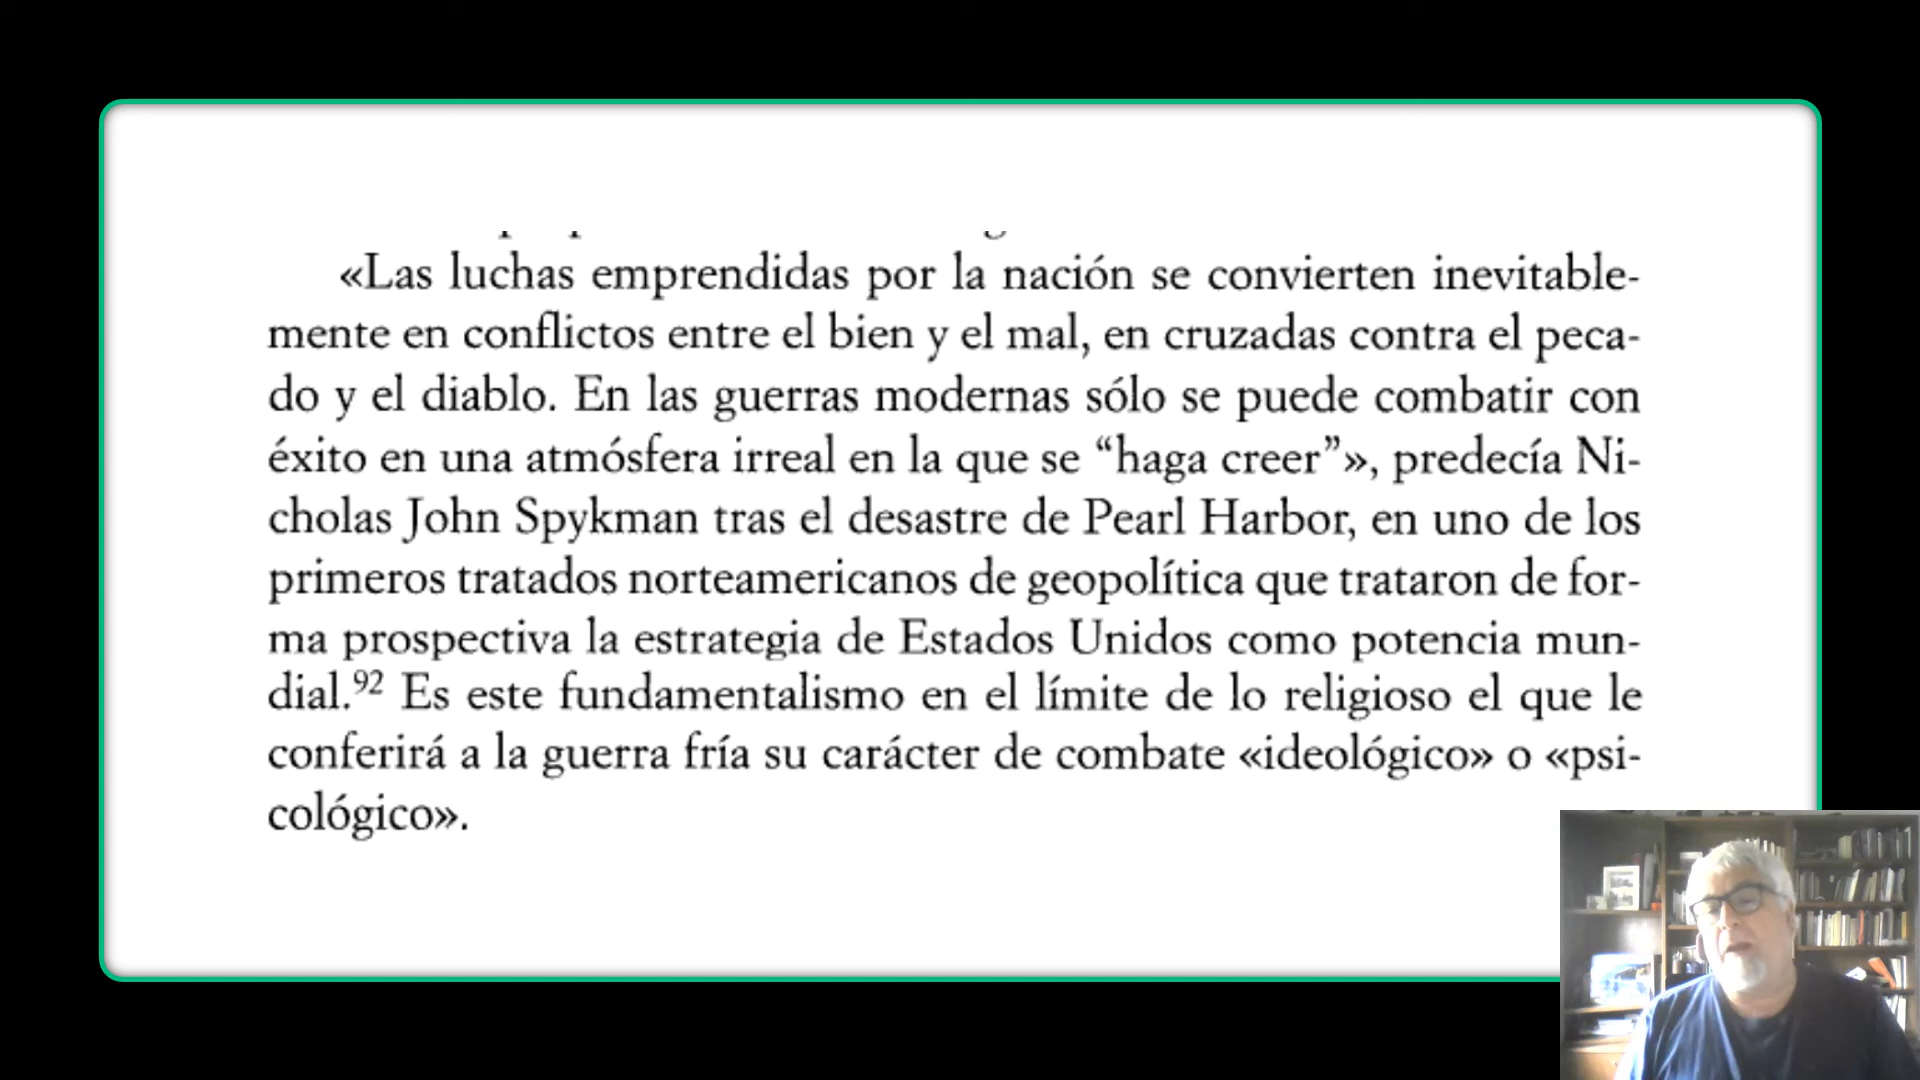 «Las luchas emprendidas por la nación se convierten inevitable-
mente en conflictos entre el bien y el mal, en cruzadas contra el peca-
do y el diablo. En las guerras modernas sólo se puede combatir con
éxito en una atmósfera irreal en la que se “haga creer”», predecía Ni-
cholas John Spykman tras el desastre de Pearl Harbor, en uno de los
primeros tratados norteamericanos de geopolítica que trataron de for-
ma prospectiva la estrategia de Estados Unidos como potencia mun-
dial.⁹² Es este fundamentalismo en el límite de lo religioso el que le
conferirá a la guerra fría su carácter de combate «ideológico» o «psi-
cológico».